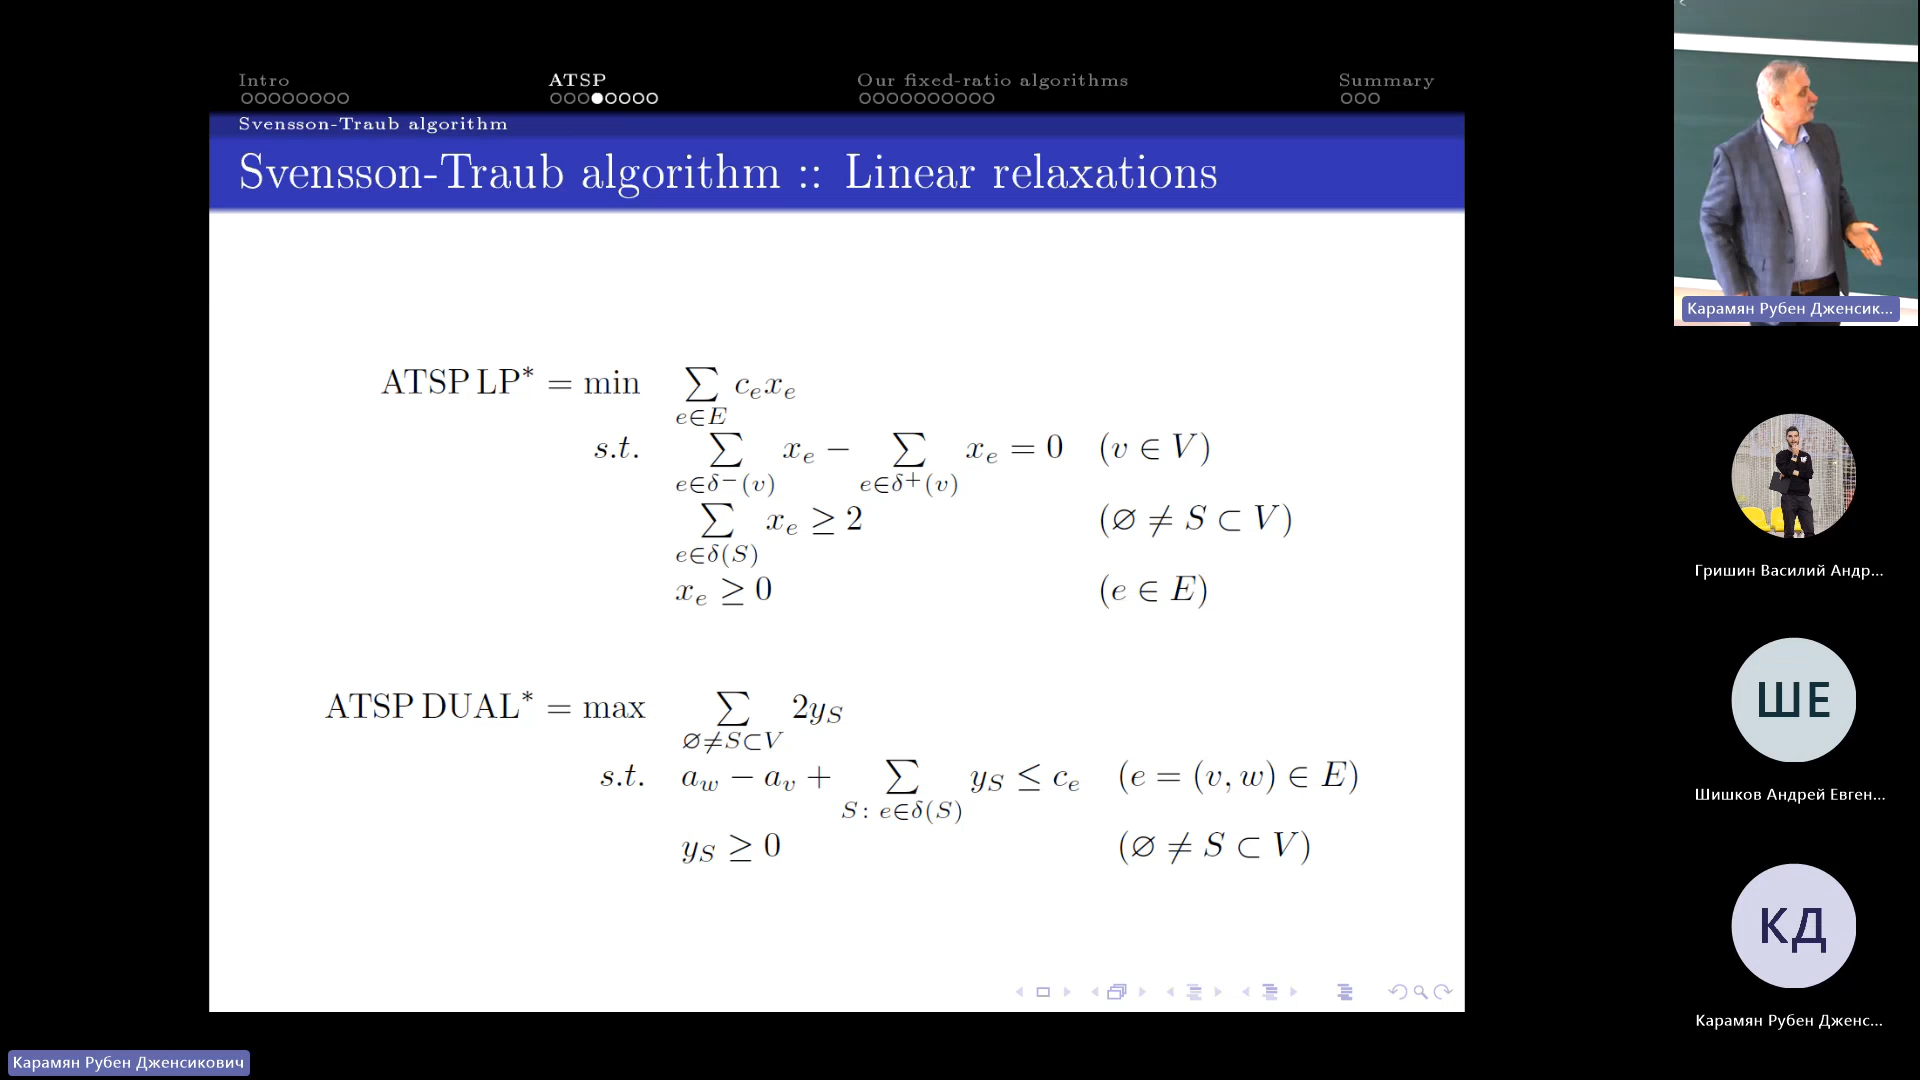 Intro ATSP Our fixed-ratio algorithms Summary
Svensson-Traub algorithm
Svensson-Traub algorithm :: Linear relaxations
ATSP LP* = min ∑_{e∈E} c_e x_e
s.t. ∑_{e∈δ⁻(v)} x_e − ∑_{e∈δ⁺(v)} x_e = 0 (v ∈ V)
∑_{e∈δ(S)} x_e ≥ 2 (∅ ≠ S ⊂ V)
x_e ≥ 0 (e ∈ E)
ATSP DUAL* = max ∑_{∅≠S⊂V} 2y_S
s.t. a_w − a_v + ∑_{S: e∈δ(S)} y_S ≤ c_e (e = (v, w) ∈ E)
y_S ≥ 0 (∅ ≠ S ⊂ V)
Карамян Рубен Дженсик...
Гришин Василий Андр...
ШЕ
Шишков Андрей Евген...
КД
Карамян Рубен Дженс...
Карамян Рубен Дженсикович